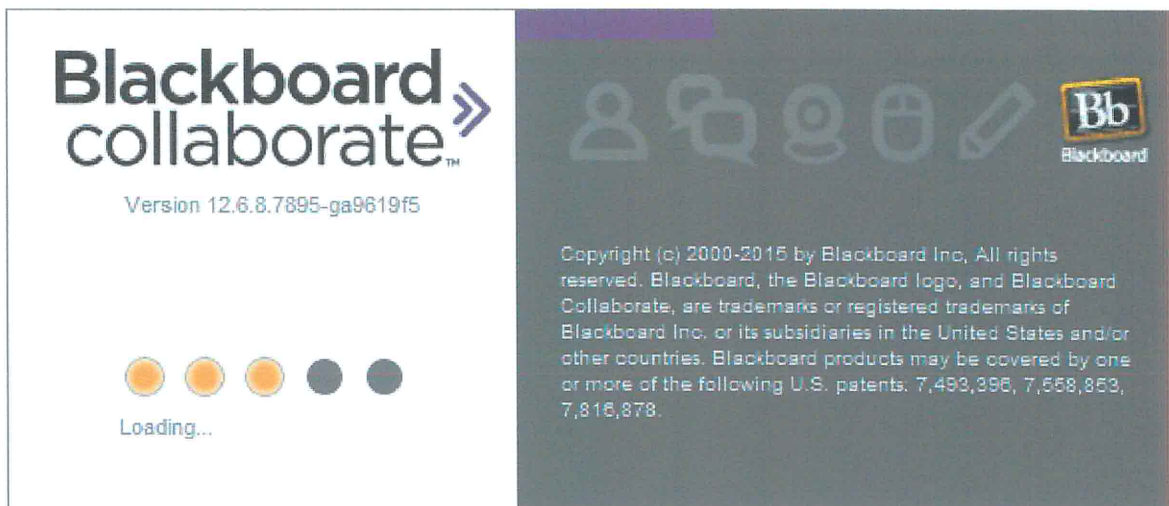 Blackboard
collaborate™
Version 12.6.8.7895-ga9619f5
Loading...
Bb
Blackboard
Copyright (c) 2000-2015 by Blackboard Inc, All rights
reserved. Blackboard, the Blackboard logo, and Blackboard
Collaborate, are trademarks or registered trademarks of
Blackboard Inc. or its subsidiaries in the United States and/or
other countries. Blackboard products may be covered by one
or more of the following U.S. patents. 7,493,396, 7,558,853,
7,816,878.